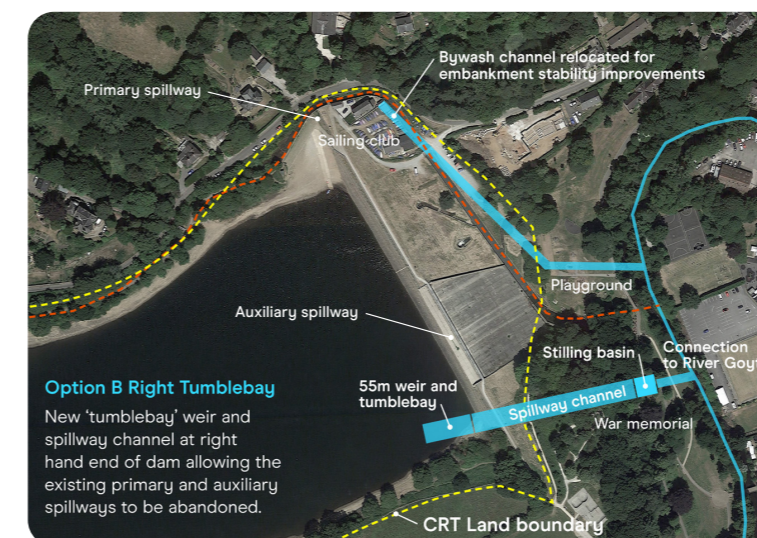 Bywash channel relocated for
embankment stability improvements
Primary spillway
Sailing club
Playground
Auxiliary spillway
Stilling basin
Connection
to River Goyt
Option B Right Tumblebay
55m weir and
tumblebay
Spillway channel
New ‘tumblebay’ weir and
spillway channel at right
hand end of dam allowing the
existing primary and auxiliary
spillways to be abandoned.
War memorial
CRT Land boundary